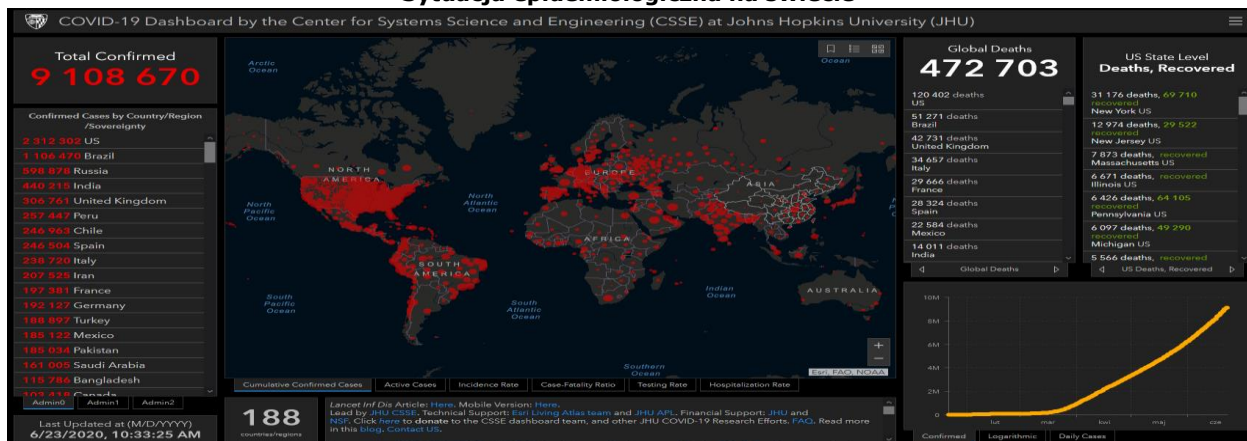 COVID-19 Dashboard by the Center for Systems Science and Engineering (CSSE) at Johns Hopkins University (JHU)
Total Confirmed
9 108 670
Confirmed Cases by Country/Region
/Sovereignty
2 312 302 US
1 106 470 Brazil
598 878 Russia
440 215 India
306 761 United Kingdom
257 447 Peru
246 963 Chile
246 504 Spain
238 720 Italy
207 525 Iran
197 381 France
192 127 Germany
188 897 Turkey
185 122 Mexico
185 034 Pakistan
161 005 Saudi Arabia
115 786 Bangladesh
Canada
Admin0 Admin1 Admin2
Last Updated at (M/D/YYYY)
6/23/2020, 10:33:25 AM
Arctic
Ocean
Ocean
NORTH
AMERICA
EUROPE
ASIA
North
Pacific
Ocean
North
Atlantic
Ocean
AFRICA
SOUTH
AMERICA
Indian
Ocean
AUSTRALIA
South
Pacific
Ocean
South
Atlantic
Ocean
Southern
Ocean
+
−
Esri, FAO, NOAA
Cumulative Confirmed Cases Active Cases Incidence Rate Case-Fatality Ratio Testing Rate Hospitalization Rate
188
countries/regions
Lancet Inf Dis Article: Here. Mobile Version: Here.
Lead by JHU CSSE. Technical Support: Esri Living Atlas team and JHU APL. Financial Support: JHU and
NSF. Click here to donate to the CSSE dashboard team, and other JHU COVID-19 Research Efforts. FAQ. Read more
in this blog. Contact US.
Global Deaths
472 703
120 402 deaths
US
51 271 deaths
Brazil
42 731 deaths
United Kingdom
34 657 deaths
Italy
29 666 deaths
France
28 324 deaths
Spain
22 584 deaths
Mexico
14 011 deaths
India
Global Deaths
US State Level
Deaths, Recovered
31 176 deaths, 69 710
recovered
New York US
12 974 deaths, 29 522
recovered
New Jersey US
7 873 deaths, recovered
Massachusetts US
6 671 deaths, recovered
Illinois US
6 426 deaths, 64 105
recovered
Pennsylvania US
6 097 deaths, 49 290
recovered
Michigan US
5 566 deaths, recovered
US Deaths, Recovered
10M
8M
6M
4M
2M
0
lut mar kwi maj cze
Confirmed Logarithmic Daily Cases